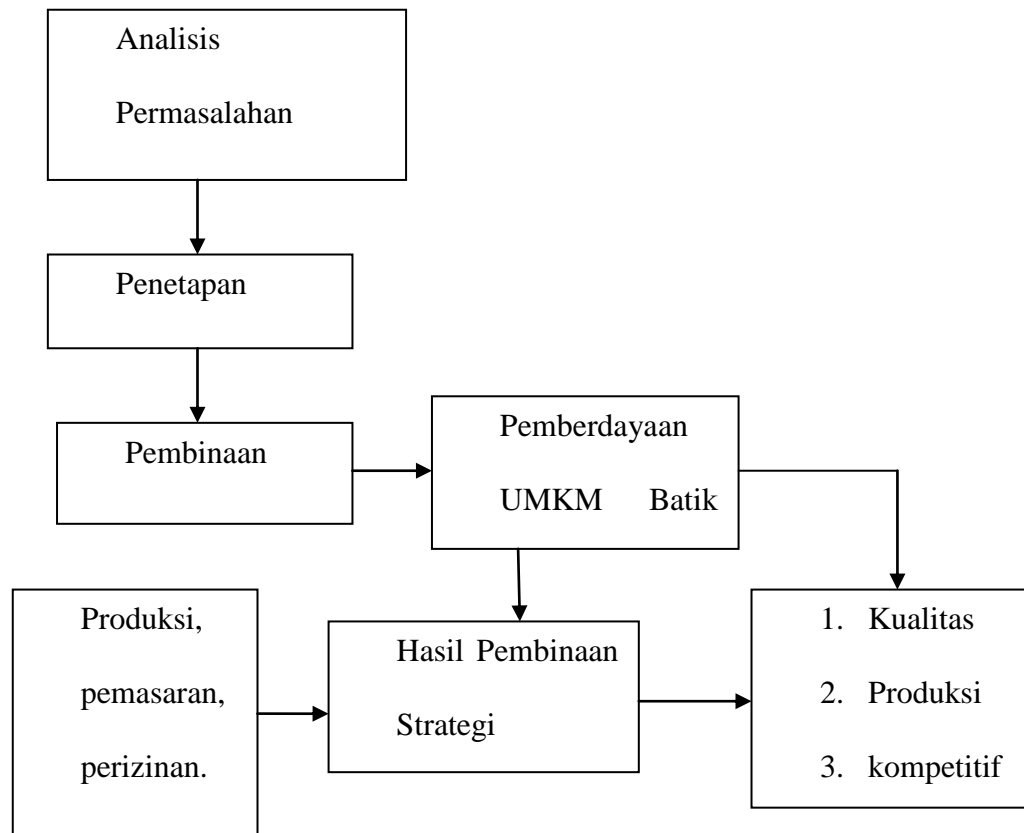 Analisis
Permasalahan
Penetapan
Pembinaan
Pemberdayaan
UMKM Batik
Produksi,
pemasaran,
perizinan.
Hasil Pembinaan
Strategi
1. Kualitas
2. Produksi
3. kompetitif